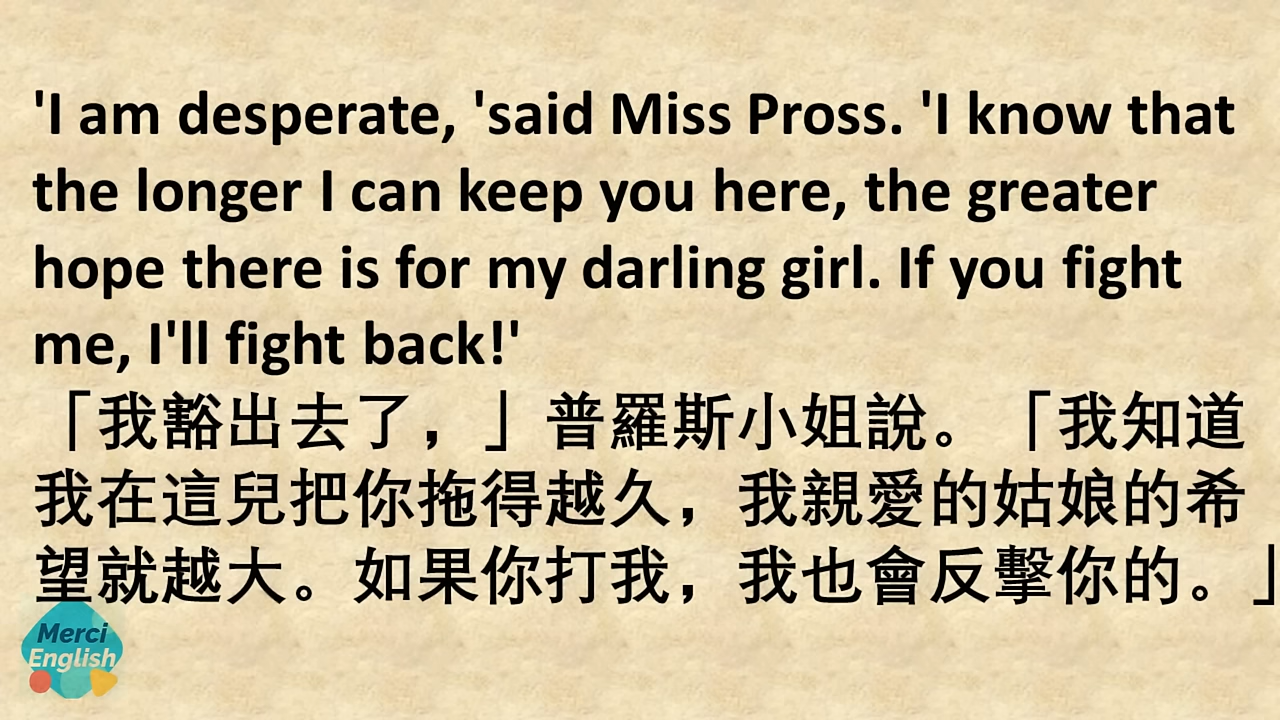 'I am desperate, 'said Miss Pross. 'I know that
the longer I can keep you here, the greater
hope there is for my darling girl. If you fight
me, I'll fight back!'
「我豁出去了，」普羅斯小姐說。「我知道
我在這兒把你拖得越久，我親愛的姑娘的希
望就越大。如果你打我，我也會反擊你的。」
Merci
English